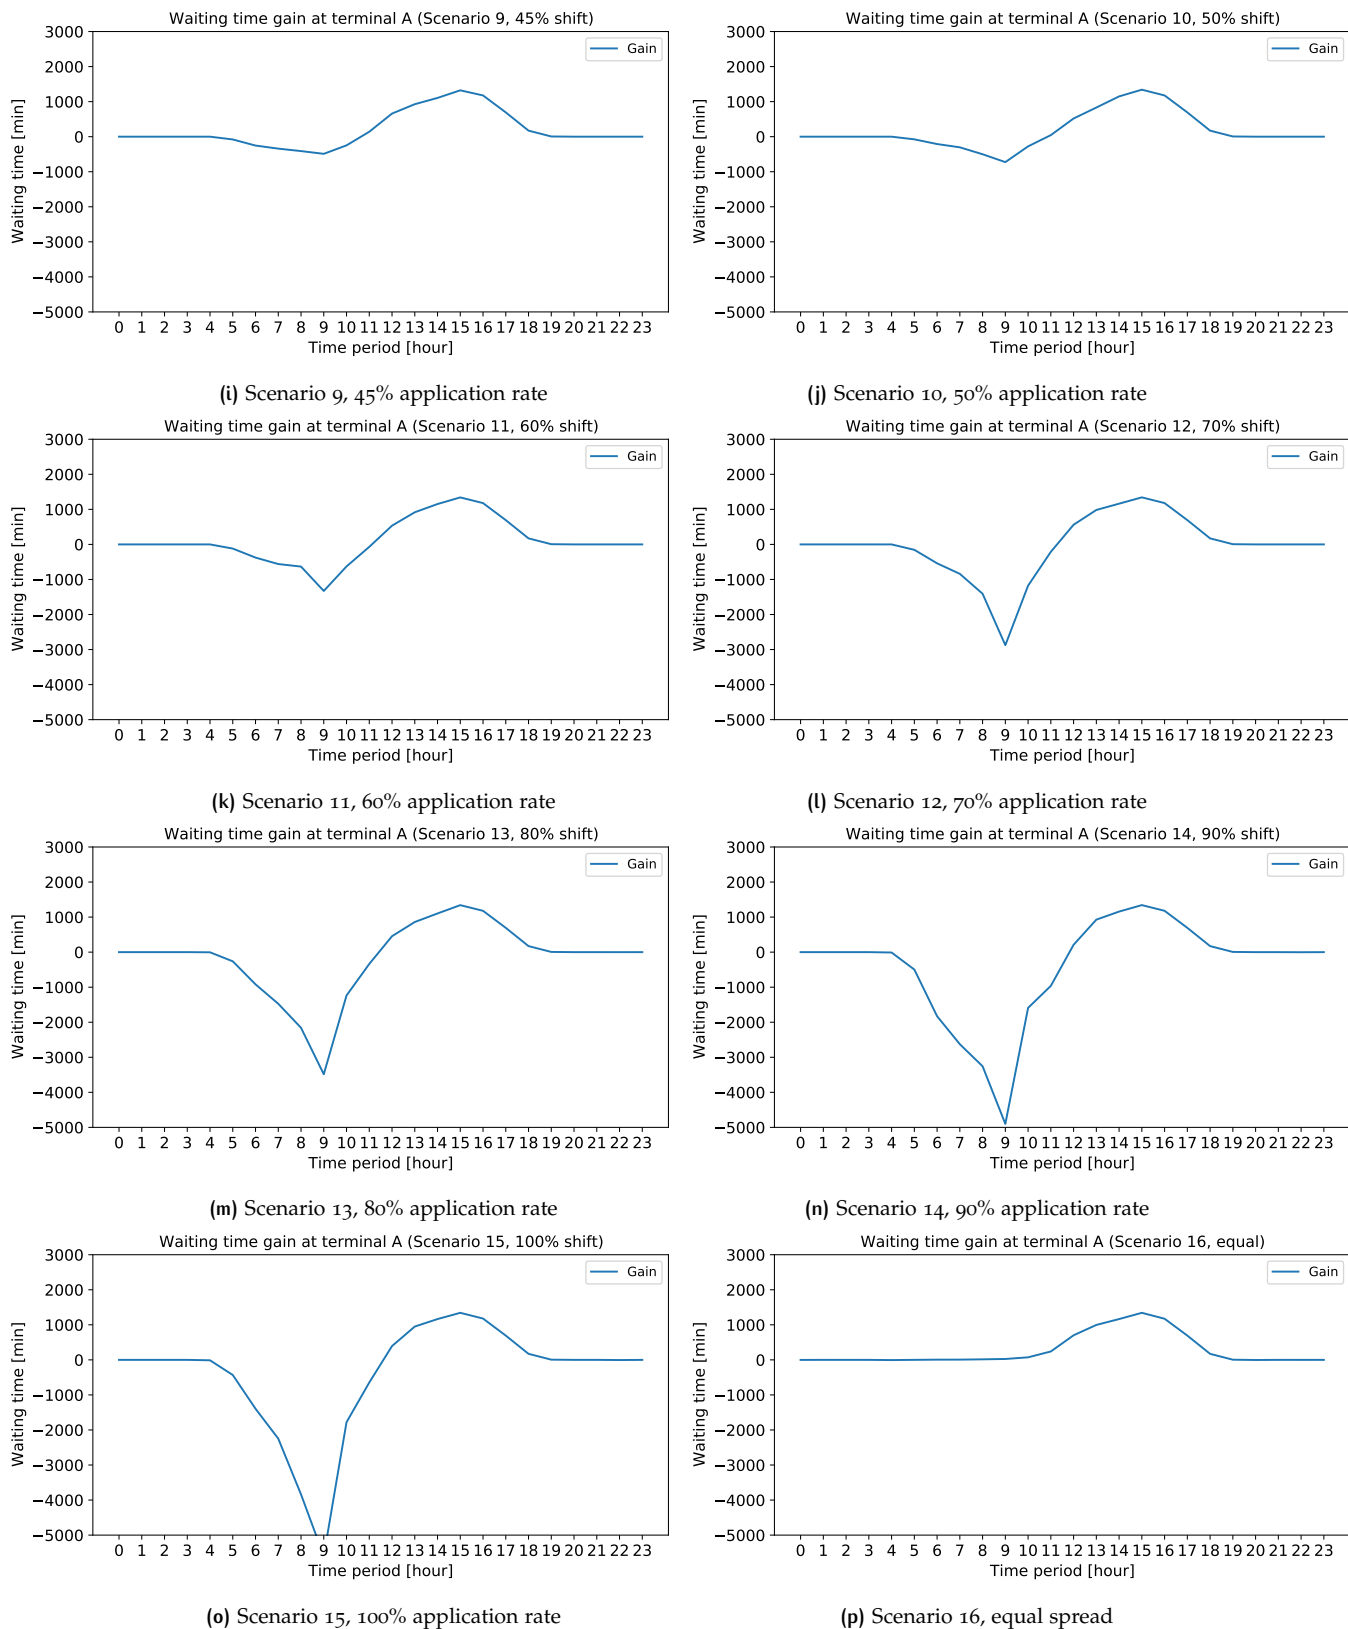 Waiting time gain at terminal A (Scenario 9, 45% shift)
3000
2000
1000
0
−1000
−2000
−3000
−4000
−5000
Waiting time [min]
Gain
0 1 2 3 4 5 6 7 8 9 10 11 12 13 14 15 16 17 18 19 20 21 22 23
Time period [hour]
(i) Scenario 9, 45% application rate
Waiting time gain at terminal A (Scenario 10, 50% shift)
3000
2000
1000
0
−1000
−2000
−3000
−4000
−5000
Waiting time [min]
Gain
0 1 2 3 4 5 6 7 8 9 10 11 12 13 14 15 16 17 18 19 20 21 22 23
Time period [hour]
(j) Scenario 10, 50% application rate
Waiting time gain at terminal A (Scenario 11, 60% shift)
3000
2000
1000
0
−1000
−2000
−3000
−4000
−5000
Waiting time [min]
Gain
0 1 2 3 4 5 6 7 8 9 10 11 12 13 14 15 16 17 18 19 20 21 22 23
Time period [hour]
(k) Scenario 11, 60% application rate
Waiting time gain at terminal A (Scenario 12, 70% shift)
3000
2000
1000
0
−1000
−2000
−3000
−4000
−5000
Waiting time [min]
Gain
0 1 2 3 4 5 6 7 8 9 10 11 12 13 14 15 16 17 18 19 20 21 22 23
Time period [hour]
(l) Scenario 12, 70% application rate
Waiting time gain at terminal A (Scenario 13, 80% shift)
3000
2000
1000
0
−1000
−2000
−3000
−4000
−5000
Waiting time [min]
Gain
0 1 2 3 4 5 6 7 8 9 10 11 12 13 14 15 16 17 18 19 20 21 22 23
Time period [hour]
(m) Scenario 13, 80% application rate
Waiting time gain at terminal A (Scenario 14, 90% shift)
3000
2000
1000
0
−1000
−2000
−3000
−4000
−5000
Waiting time [min]
Gain
0 1 2 3 4 5 6 7 8 9 10 11 12 13 14 15 16 17 18 19 20 21 22 23
Time period [hour]
(n) Scenario 14, 90% application rate
Waiting time gain at terminal A (Scenario 15, 100% shift)
3000
2000
1000
0
−1000
−2000
−3000
−4000
−5000
Waiting time [min]
Gain
0 1 2 3 4 5 6 7 8 9 10 11 12 13 14 15 16 17 18 19 20 21 22 23
Time period [hour]
(o) Scenario 15, 100% application rate
Waiting time gain at terminal A (Scenario 16, equal)
3000
2000
1000
0
−1000
−2000
−3000
−4000
−5000
Waiting time [min]
Gain
0 1 2 3 4 5 6 7 8 9 10 11 12 13 14 15 16 17 18 19 20 21 22 23
Time period [hour]
(p) Scenario 16, equal spread